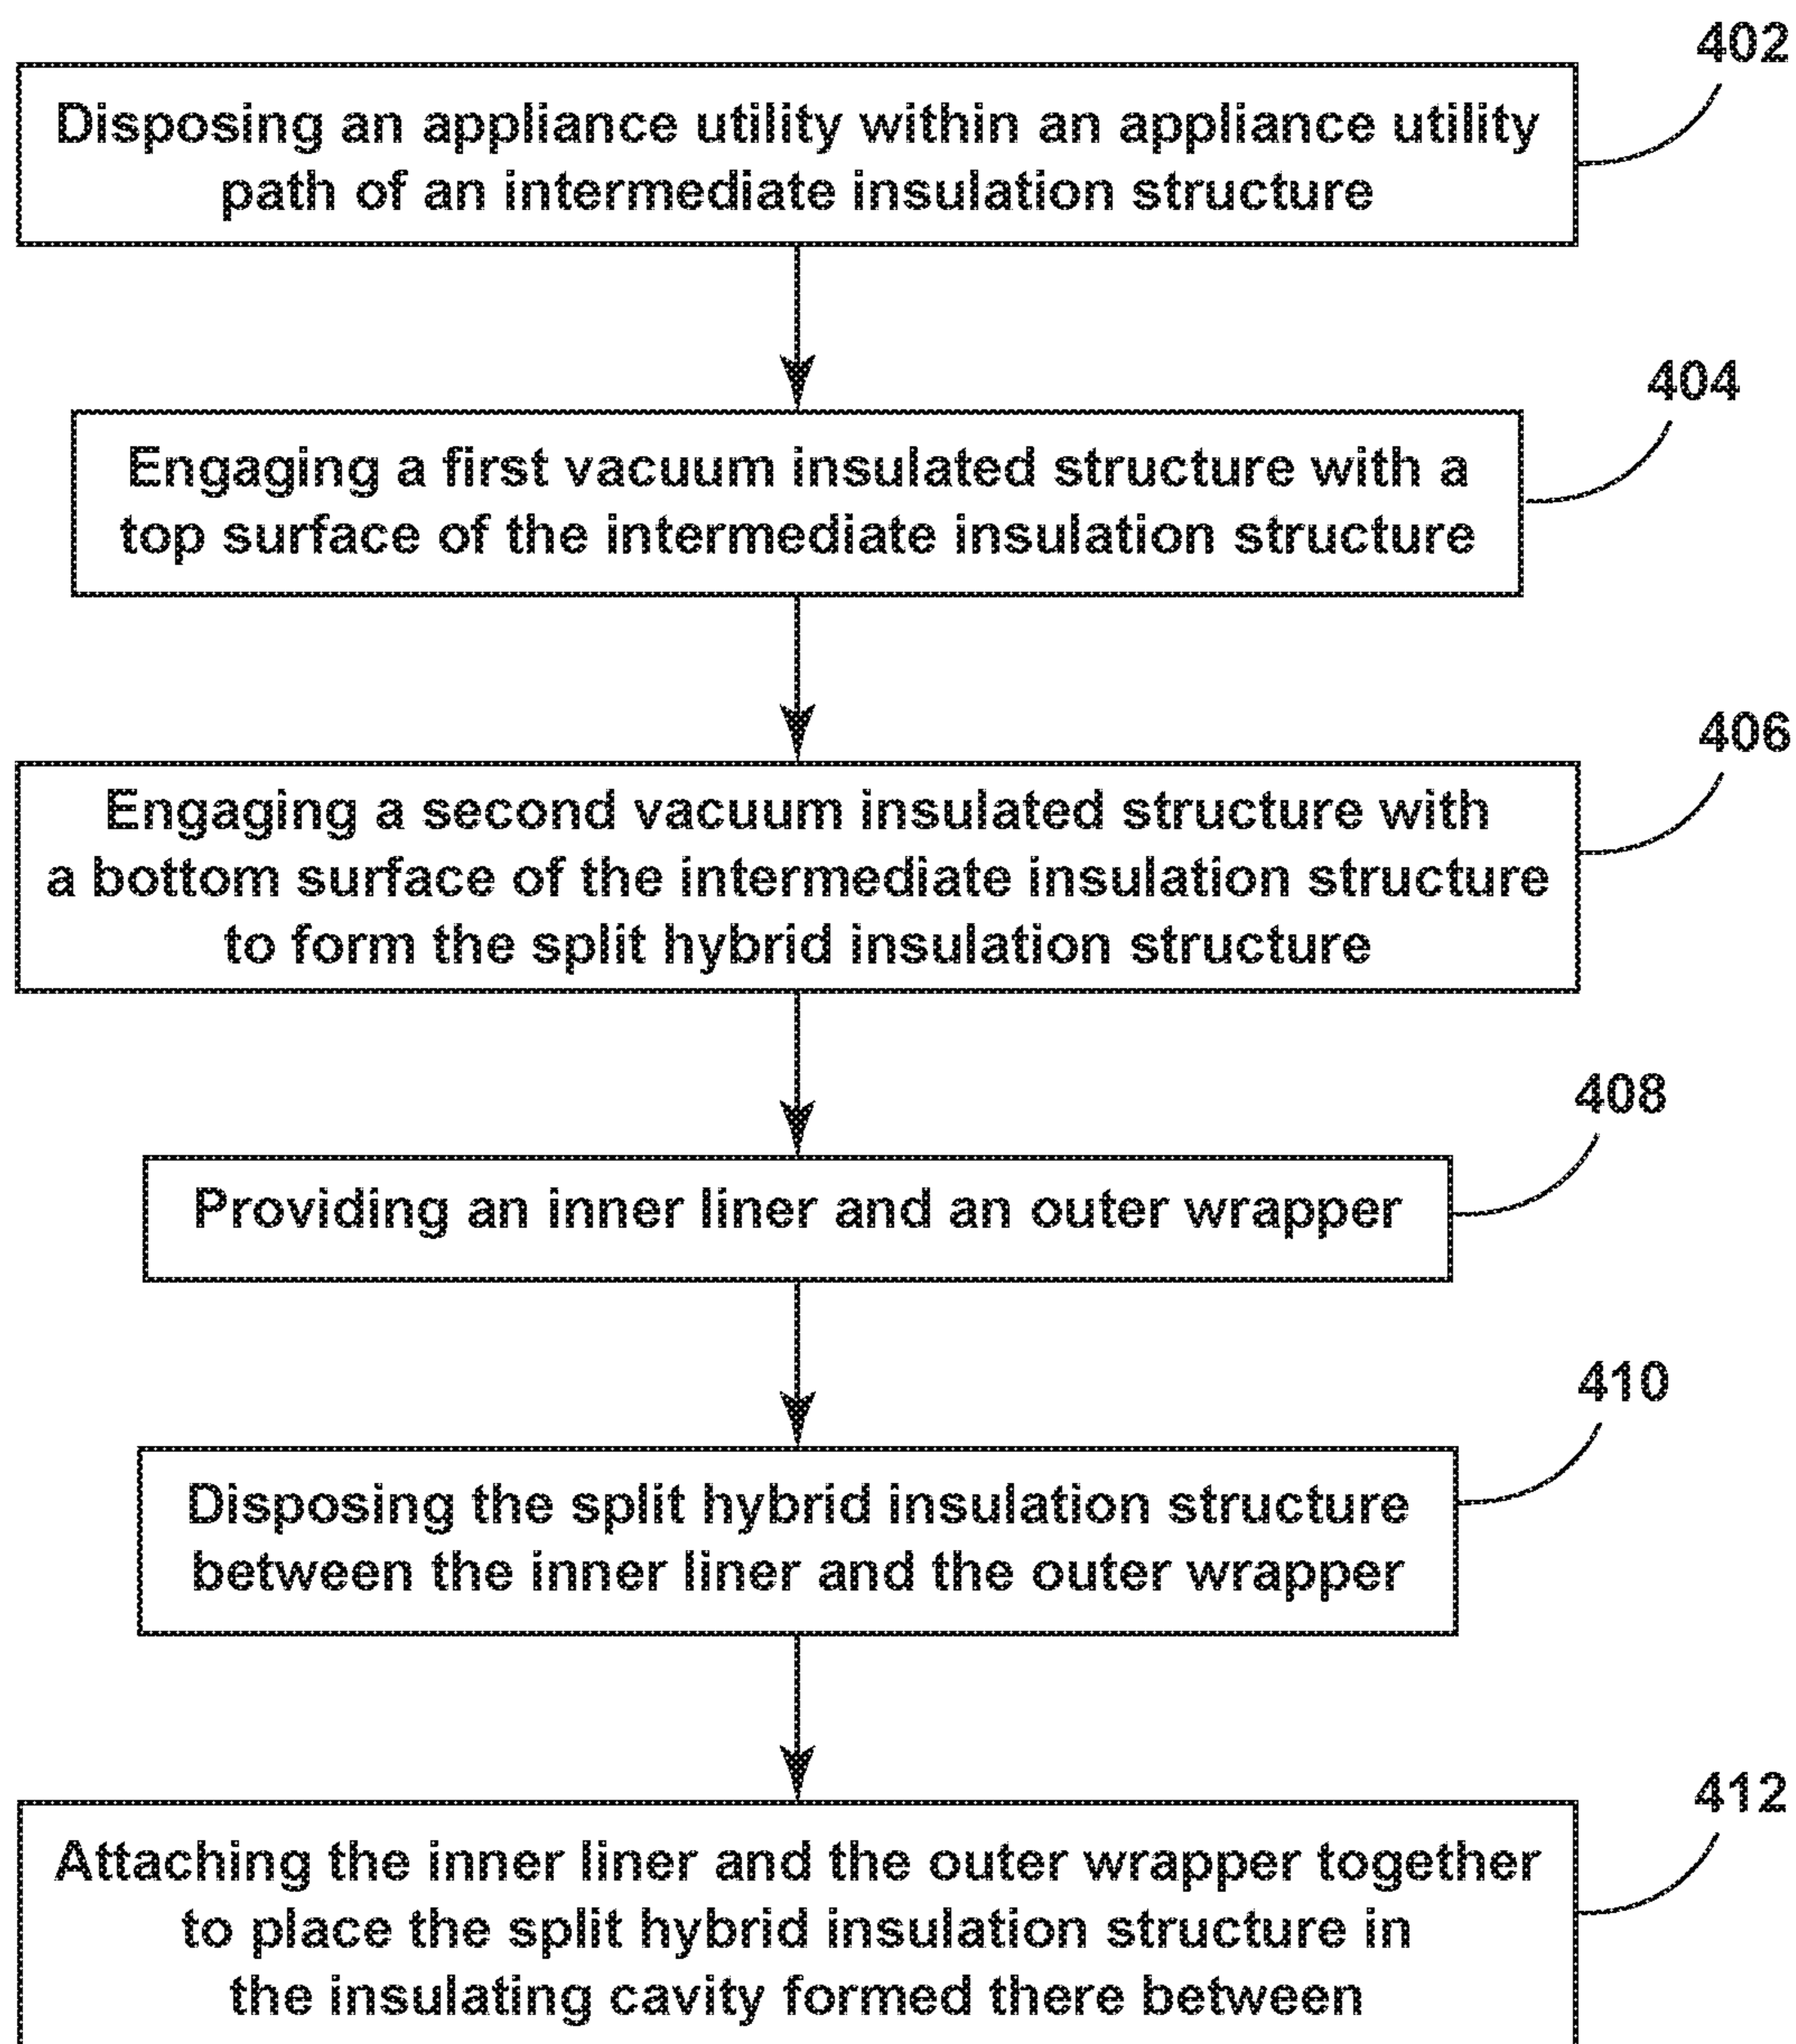 402
Disposing an appliance utility within an appliance utility
path of an intermediate insulation structure
404
Engaging a first vacuum insulated structure with a
top surface of the intermediate insulation structure
406
Engaging a second vacuum insulated structure with
a bottom surface of the intermediate insulation structure
to form the split hybrid insulation structure
408
Providing an inner liner and an outer wrapper
410
Disposing the split hybrid insulation structure
between the inner liner and the outer wrapper
412
Attaching the inner liner and the outer wrapper together
to place the split hybrid insulation structure in
the insulating cavity formed there between